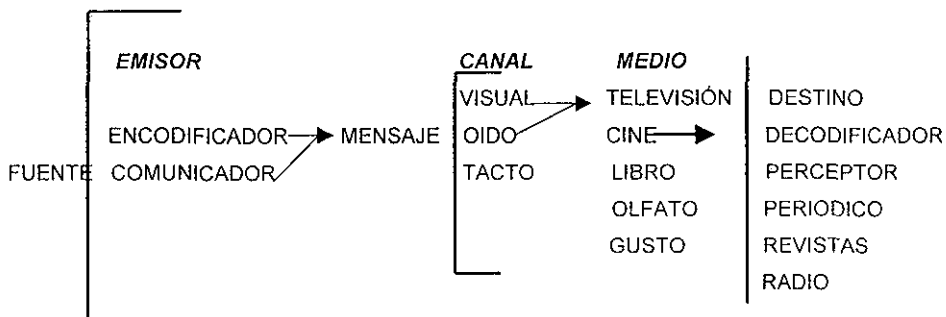 EMISOR CANAL MEDIO
VISUAL TELEVISIÓN DESTINO
ENCODIFICADOR MENSAJE OIDO CINE DECODIFICADOR
FUENTE COMUNICADOR TACTO LIBRO PERCEPTOR
OLFATO PERIODICO
GUSTO REVISTAS
RADIO